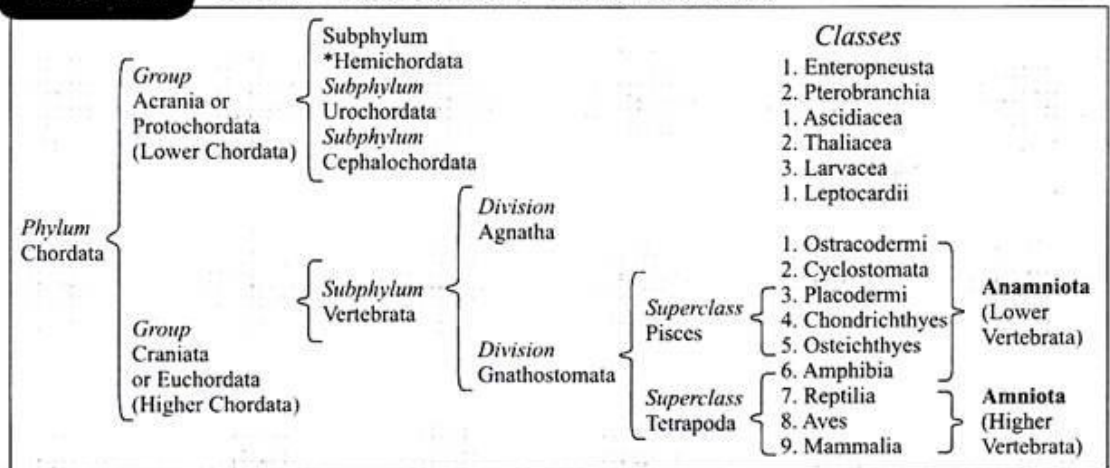 Phylum
Chordata
Group
Acrania or
Protochordata
(Lower Chordata)
Group
Craniata
or Euchordata
(Higher Chordata)
Subphylum
*Hemichordata
Subphylum
Urochordata
Subphylum
Cephalochordata
Subphylum
Vertebrata
Division
Agnatha
Division
Gnathostomata
Superclass
Pisces
Superclass
Tetrapoda
Classes
1. Enteropneusta
2. Pterobranchia
1. Ascidiacea
2. Thaliacea
3. Larvacea
1. Leptocardii
1. Ostracodermi
2. Cyclostomata
3. Placodermi
4. Chondrichthyes
5. Osteichthyes
6. Amphibia
7. Reptilia
8. Aves
9. Mammalia
Anamniota
(Lower
Vertebrata)
Amniota
(Higher
Vertebrata)